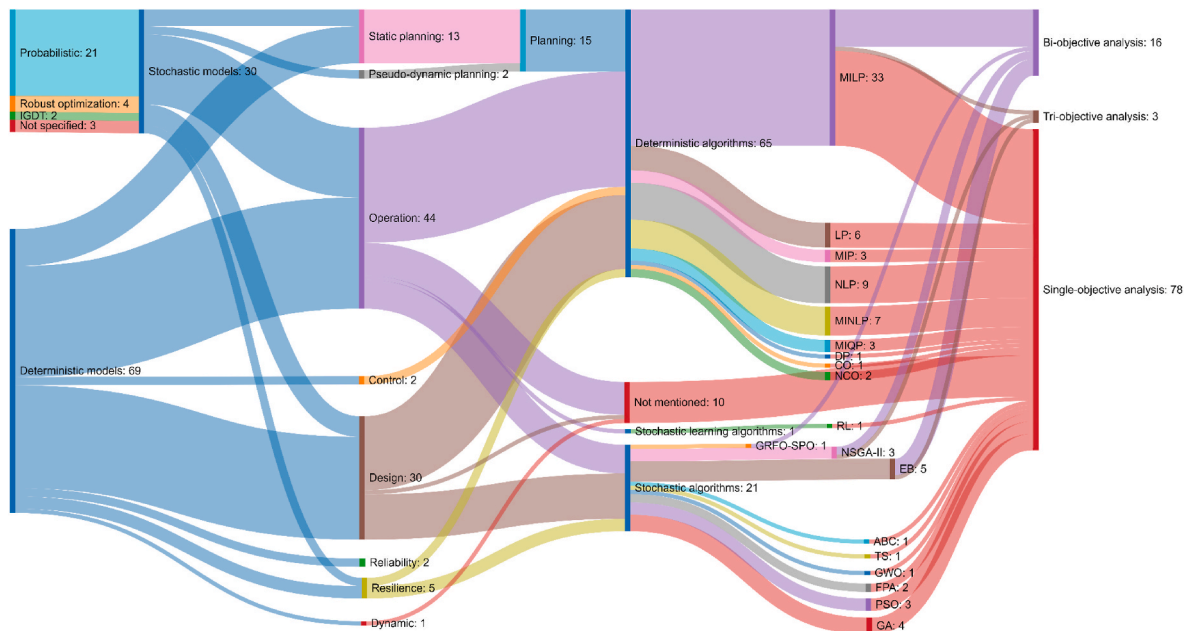 Probabilistic: 21
Robust optimization: 4
IGDT: 2
Not specified: 3
Stochastic models: 30
Deterministic models: 69
Static planning: 13
Pseudo-dynamic planning: 2
Planning: 15
Operation: 44
Control: 2
Design: 30
Reliability: 2
Resilience: 5
Dynamic: 1
Deterministic algorithms: 65
Not mentioned: 10
Stochastic learning algorithms: 1
Stochastic algorithms: 21
MILP: 33
LP: 6
MIP: 3
NLP: 9
MINLP: 7
MIQP: 3
DP: 1
CO: 1
NCO: 2
RL: 1
GRFO-SPO: 1
NSGA-II: 3
EB: 5
ABC: 1
TS: 1
GWO: 1
FPA: 2
PSO: 3
GA: 4
Bi-objective analysis: 16
Tri-objective analysis: 3
Single-objective analysis: 78